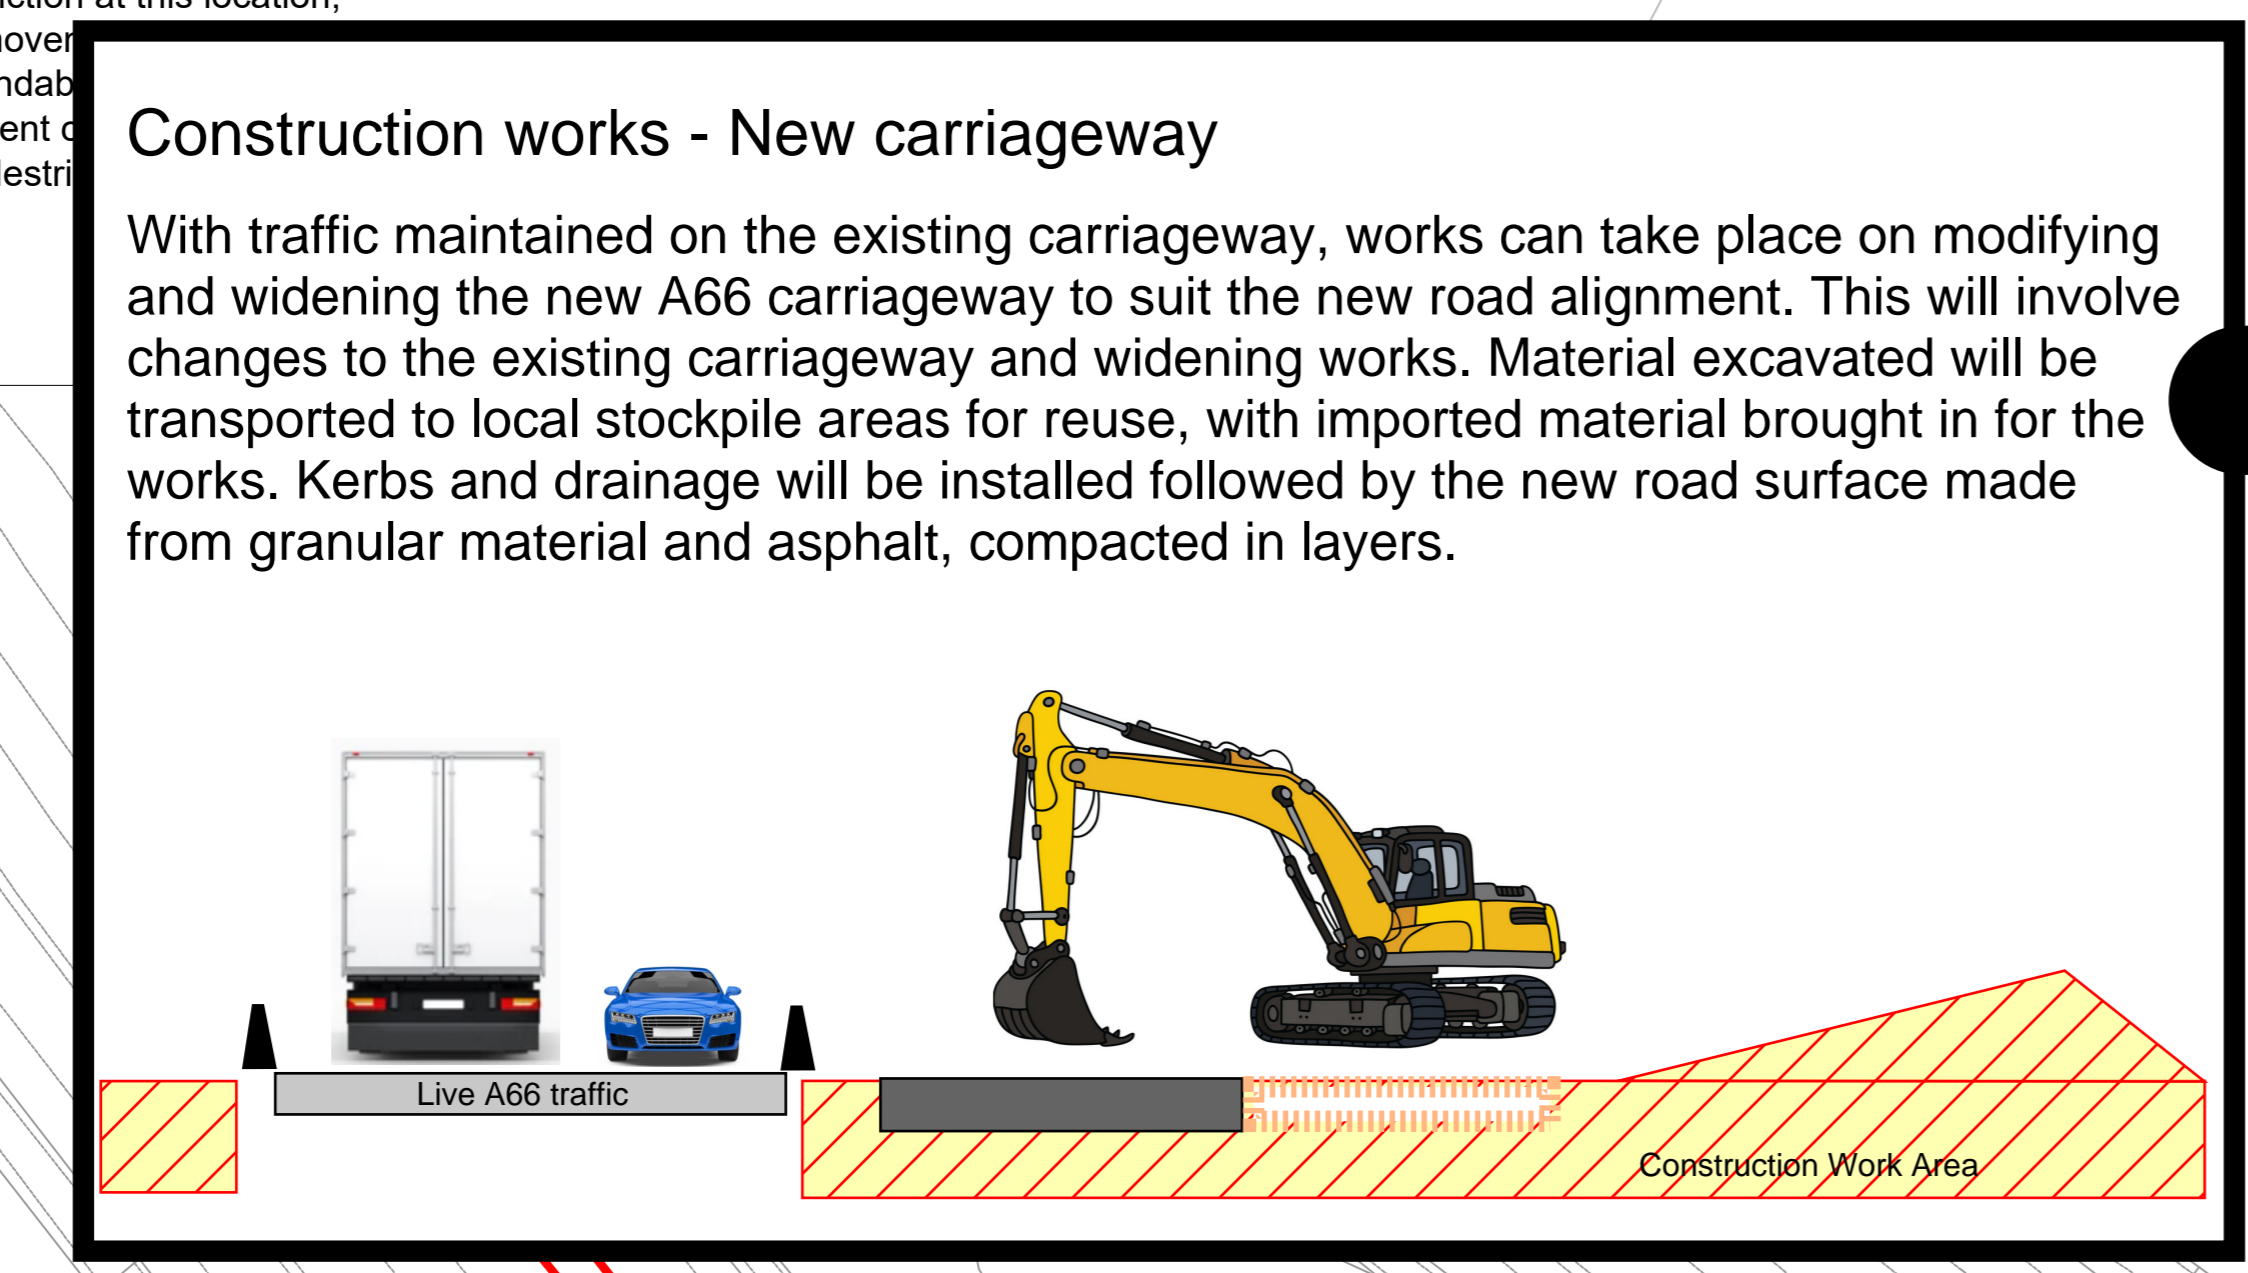 at this location,
Construction works - New carriageway
With traffic maintained on the existing carriageway, works can take place on modifying
and widening the new A66 carriageway to suit the new road alignment. This will involve
changes to the existing carriageway and widening works. Material excavated will be
transported to local stockpile areas for reuse, with imported material brought in for the
works. Kerbs and drainage will be installed followed by the new road surface made
from granular material and asphalt, compacted in layers.
Live A66 traffic
Construction Work Area